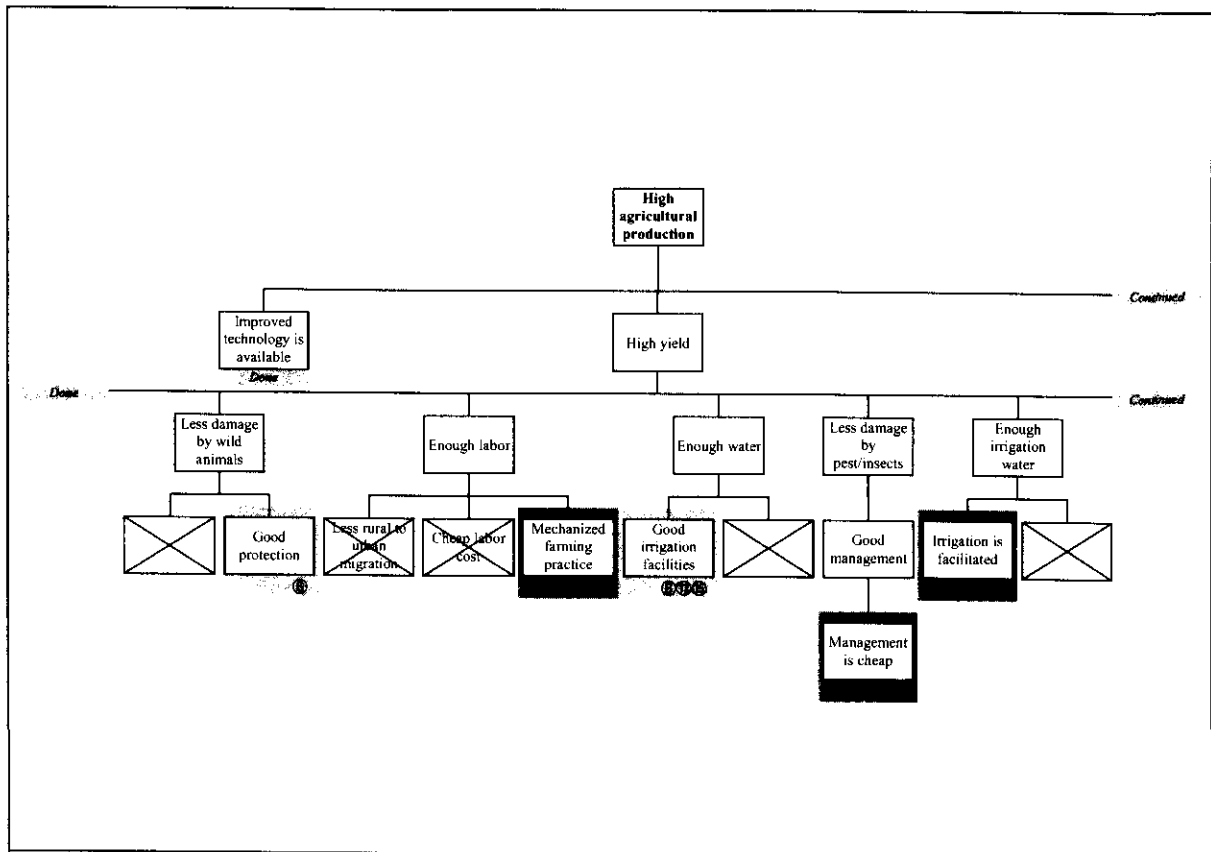 High
agricultural
production
Continued
Improved
technology is
available
Done
High yield
Done
Continued
Less damage
by wild
animals
Enough labor
Enough water
Less damage
by
pest/insects
Enough
irrigation
water
Good
protection
Less rural to
urban
migration
Cheap labor
cost
Mechanized
farming
practice
Good
irrigation
facilities
Good
management
Irrigation is
facilitated
Management
is cheap